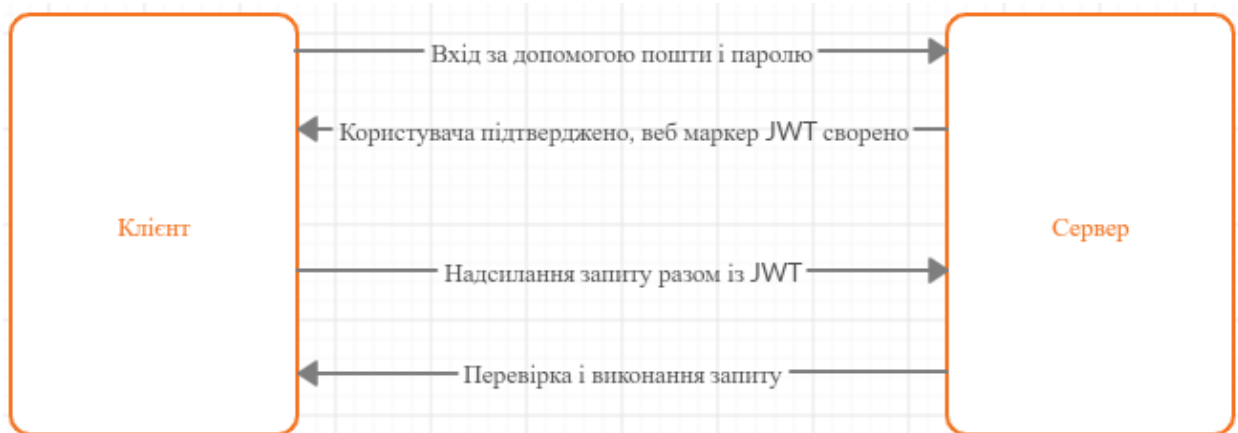 Вхід за допомогою пошти і паролю
Користувача підтверджено, веб маркер JWT сворено
Клієнт
Сервер
Надсилання запиту разом із JWT
Перевірка і виконання запиту